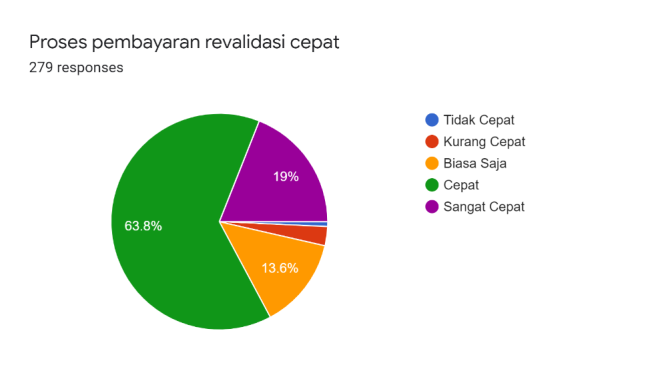 Proses pembayaran revalidasi cepat
279 responses
Tidak Cepat
Kurang Cepat
Biasa Saja
Cepat
Sangat Cepat
19%
63.8%
13.6%